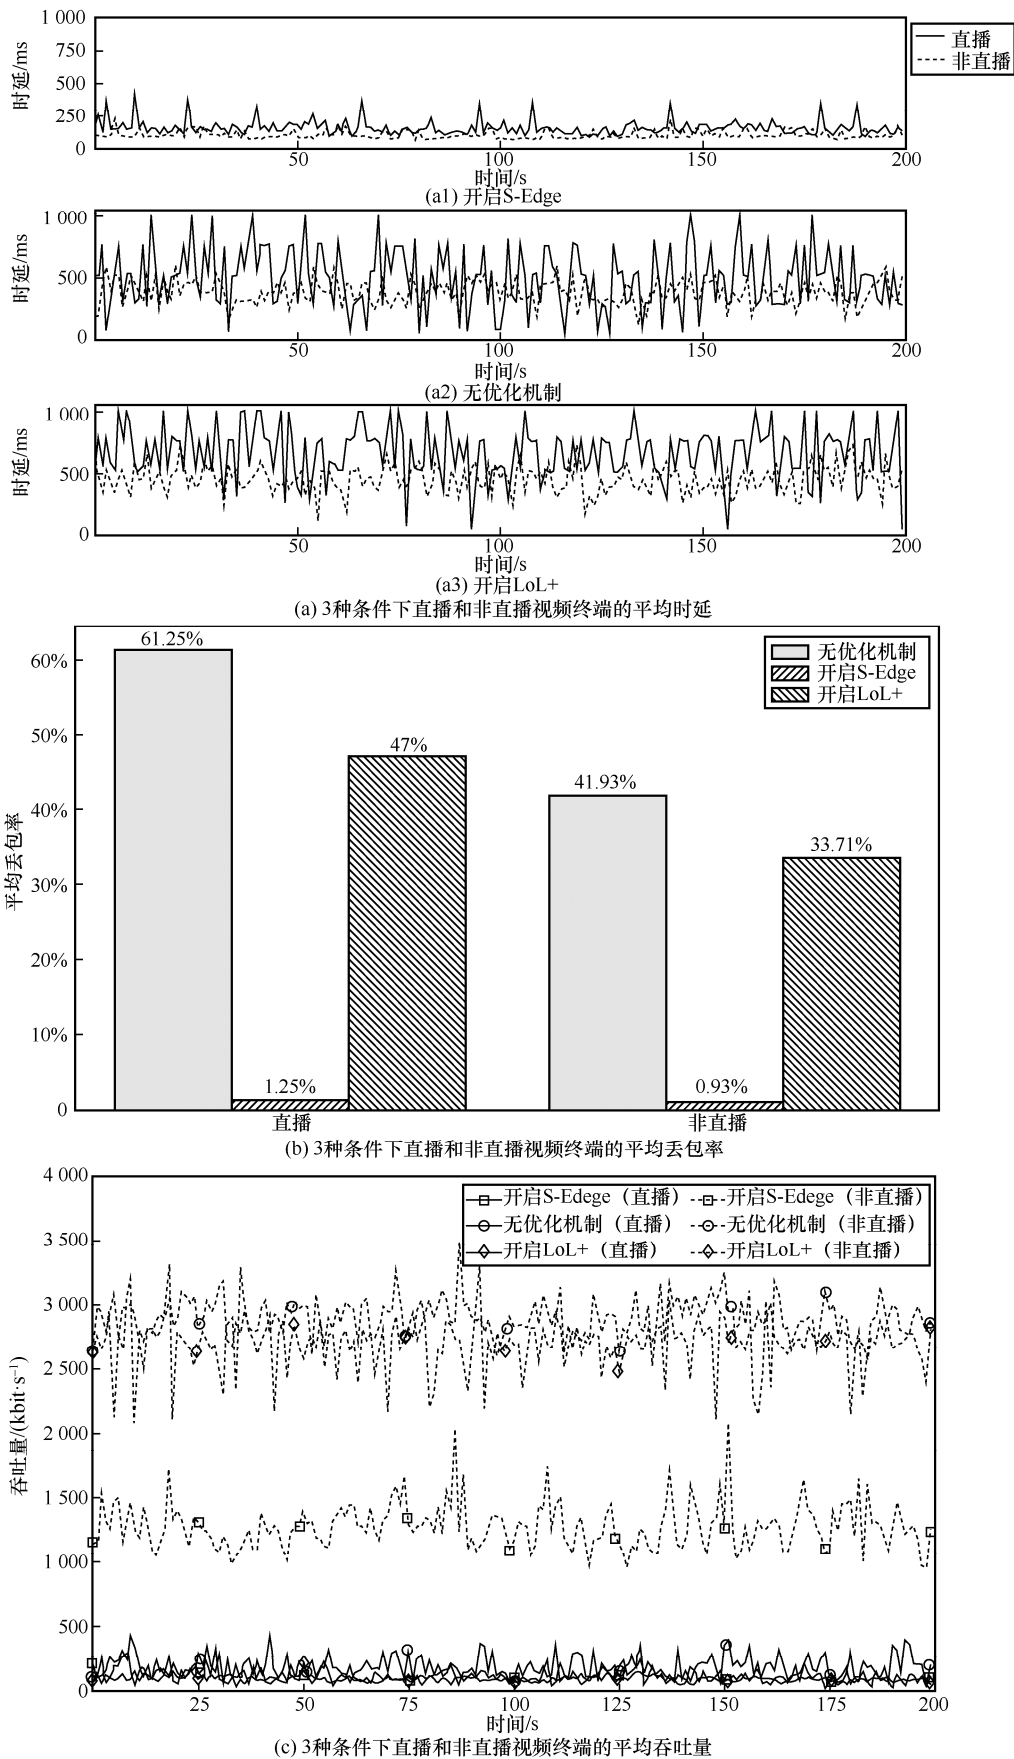 1 000
750
500
250
0
时延/ms
直播
非直播
50
100
150
200
时间/s
(a1) 开启S-Edge
1 000
500
0
时延/ms
50
100
150
200
时间/s
(a2) 无优化机制
1 000
500
0
时延/ms
50
100
150
200
时间/s
(a3) 开启LoL+
(a) 3种条件下直播和非直播视频终端的平均时延
60%
50%
40%
30%
20%
10%
0
平均丢包率
61.25%
1.25%
47%
41.93%
0.93%
33.71%
无优化机制
开启S-Edge
开启LoL+
直播
非直播
(b) 3种条件下直播和非直播视频终端的平均丢包率
4 000
3 500
3 000
2 500
2 000
1 500
1 000
500
0
吞吐量/(kbit·s⁻¹)
开启S-Edege（直播） 开启S-Edege（非直播）
无优化机制（直播） 无优化机制（非直播）
开启LoL+（直播） 开启LoL+（非直播）
25
50
75
100
125
150
175
200
时间/s
(c) 3种条件下直播和非直播视频终端的平均吞吐量